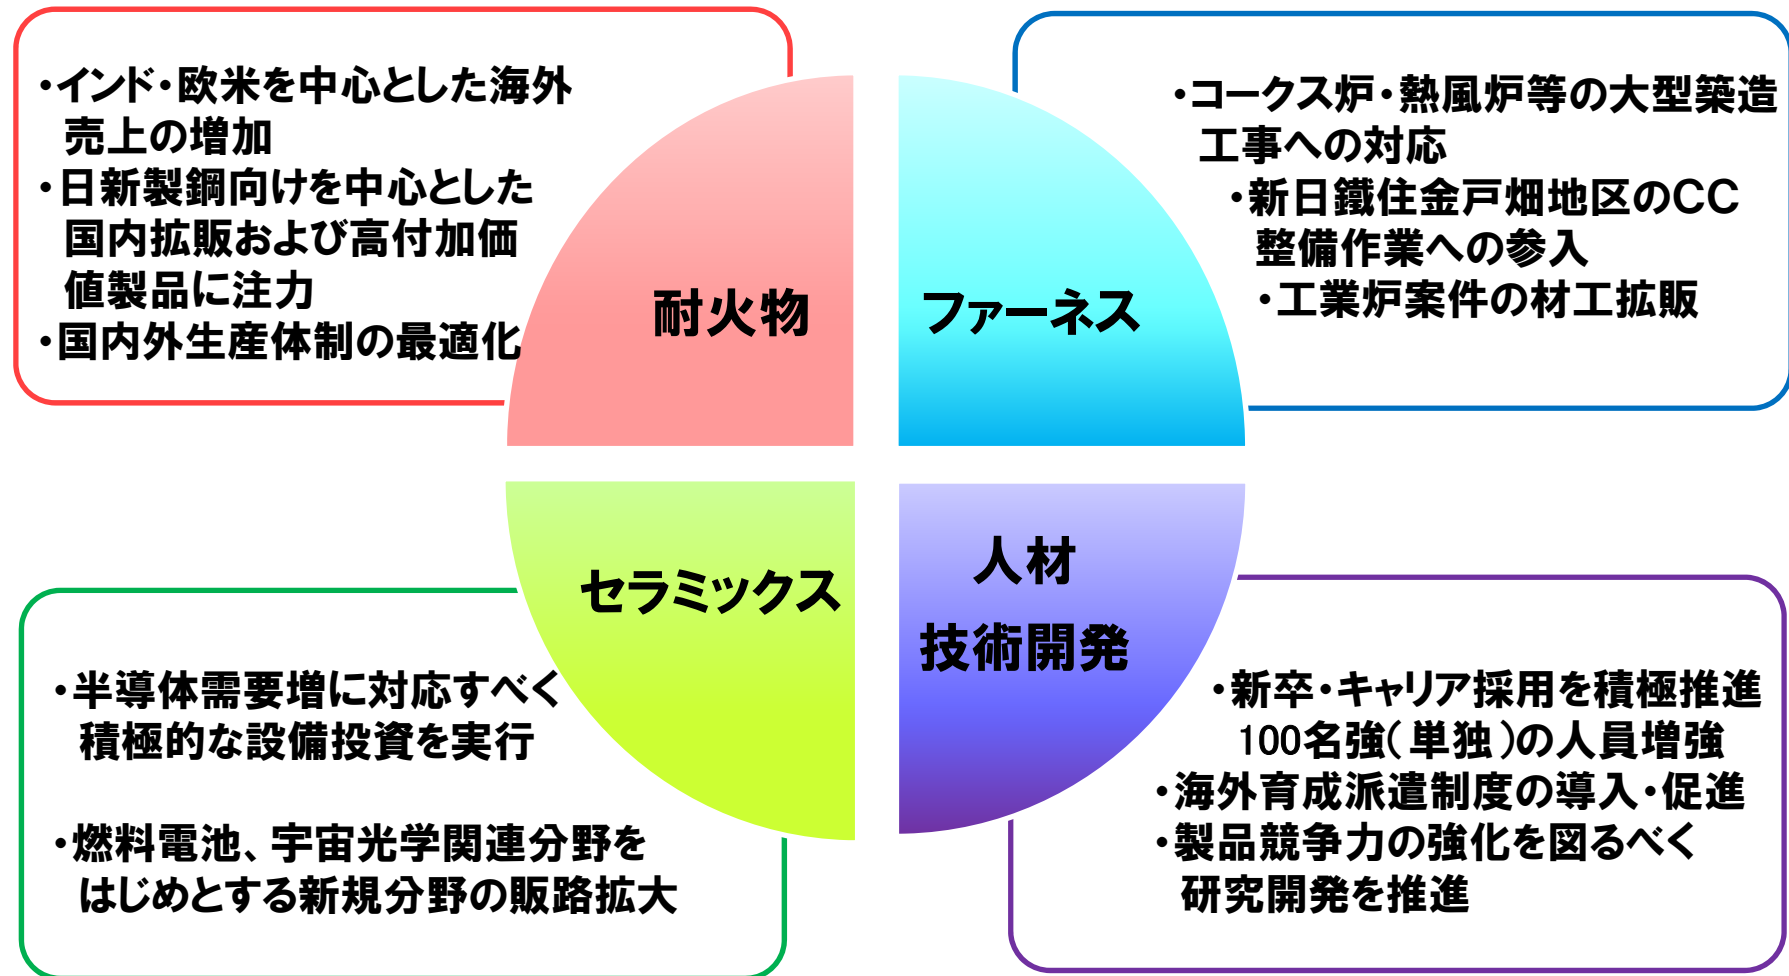 ・インド・欧米を中心とした海外
売上の増加
・日新製鋼向けを中心とした
国内拡販および高付加価
値製品に注力
・国内外生産体制の最適化
耐火物
ファーネス
・コークス炉・熱風炉等の大型築造
工事への対応
・新日鐵住金戸畑地区のCC
整備作業への参入
・工業炉案件の材工拡販
セラミックス
・半導体需要増に対応すべく
積極的な設備投資を実行
・燃料電池、宇宙光学関連分野を
はじめとする新規分野の販路拡大
人材
技術開発
・新卒・キャリア採用を積極推進
100名強(単独)の人員増強
・海外育成派遣制度の導入・促進
・製品競争力の強化を図るべく
研究開発を推進